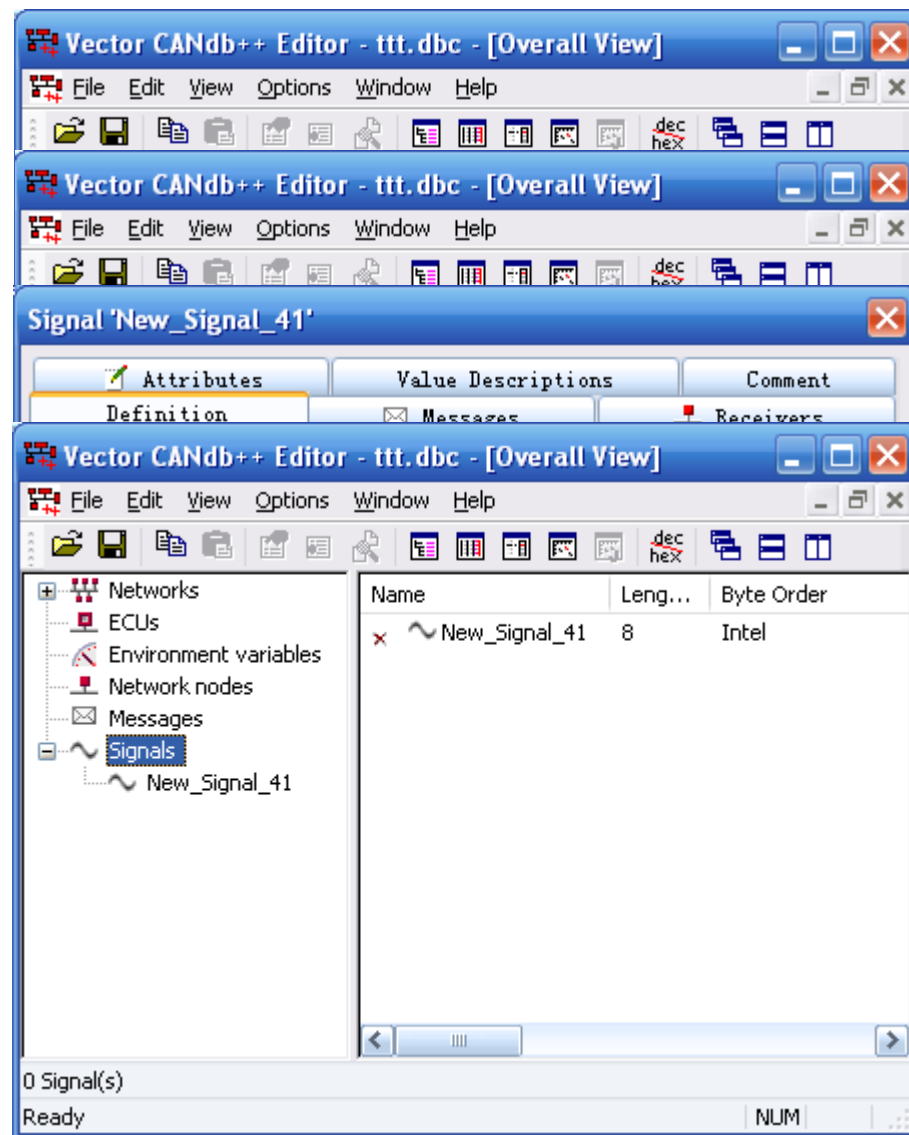 Vector CANdb++ Editor - ttt.dbc - [Overall View]
File Edit View Options Window Help
dec
hex
Vector CANdb++ Editor - ttt.dbc - [Overall View]
File Edit View Options Window Help
dec
hex
Signal 'New_Signal_41'
Attributes Value Descriptions Comment
Definition Messages Receivers
Vector CANdb++ Editor - ttt.dbc - [Overall View]
File Edit View Options Window Help
dec
hex
Networks
ECUs
Environment variables
Network nodes
Messages
Signals
New_Signal_41
Name Leng... Byte Order
New_Signal_41 8 Intel
0 Signal(s)
Ready NUM